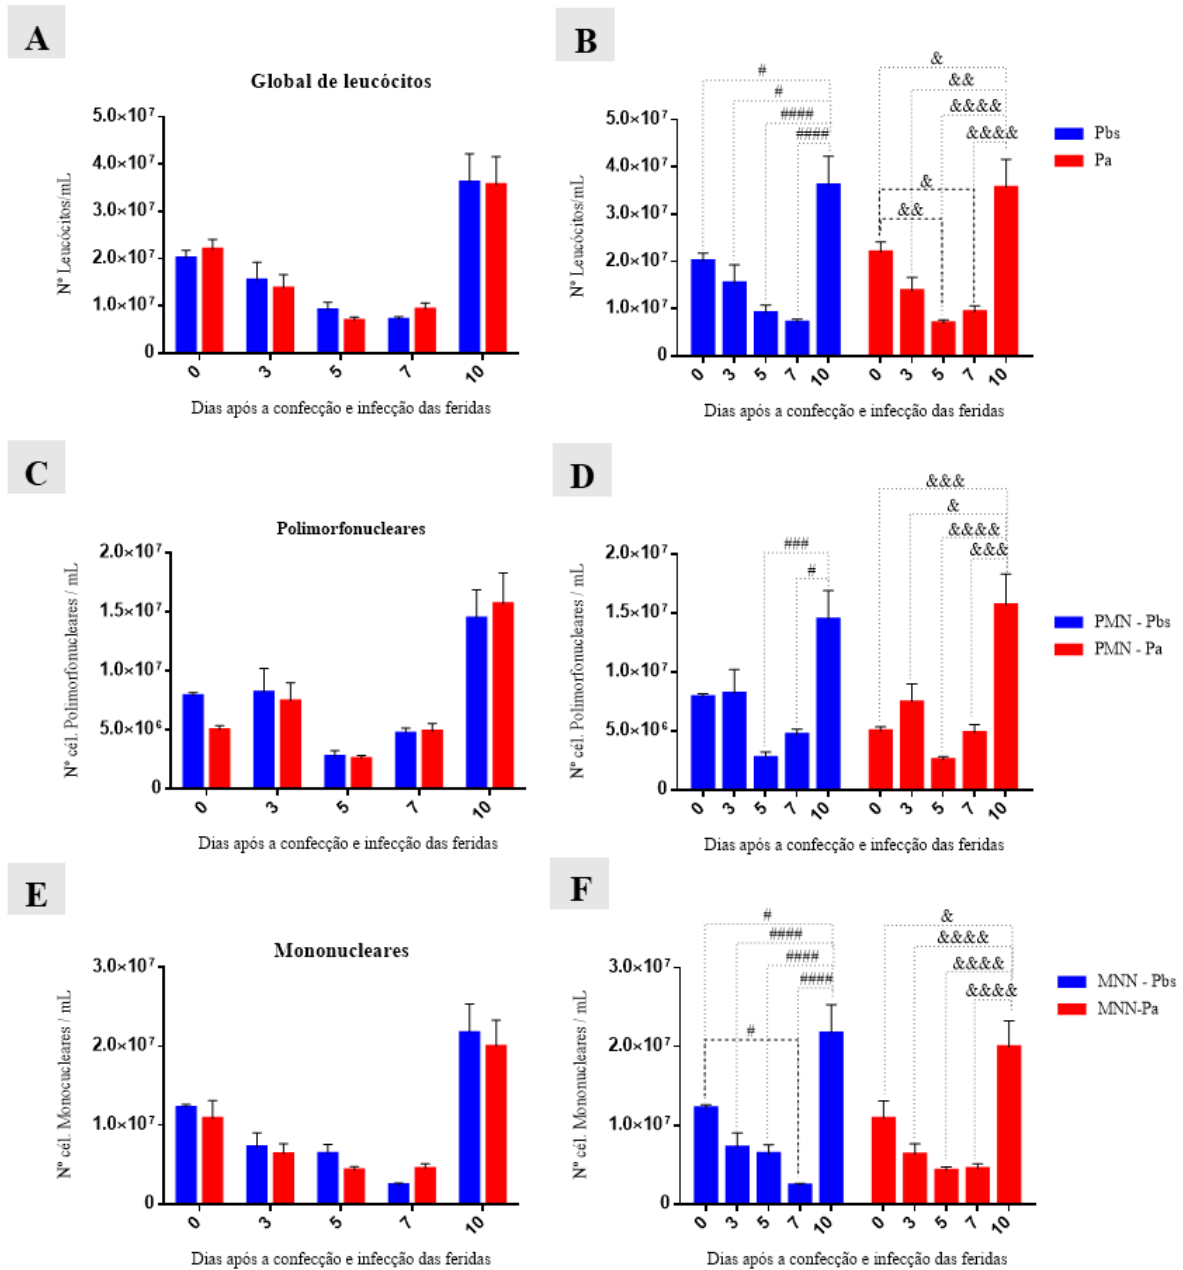 A
Global de leucócitos
Nº Leucócitos/mL
5.0×10⁷
4.0×10⁷
3.0×10⁷
2.0×10⁷
1.0×10⁷
0
0 3 5 7 10
Dias após a confecção e infecção das feridas
B
# # #### ####
& && &&&& &&&&
& &&
Nº Leucócitos/mL
5.0×10⁷
4.0×10⁷
3.0×10⁷
2.0×10⁷
1.0×10⁷
0
0 3 5 7 10 0 3 5 7 10
Dias após a confecção e infecção das feridas
Pbs
Pa
C
Polimorfonucleares
Nº cél. Polimorfonucleares / mL
2.0×10⁷
1.5×10⁷
1.0×10⁷
5.0×10⁶
0
0 3 5 7 10
Dias após a confecção e infecção das feridas
D
### #
&&& & &&&& &&&
Nº cél. Polimorfonucleares / mL
2.0×10⁷
1.5×10⁷
1.0×10⁷
5.0×10⁶
0
0 3 5 7 10 0 3 5 7 10
Dias após a confecção e infecção das feridas
PMN - Pbs
PMN - Pa
E
Mononucleares
Nº cél. Monocucleares / mL
3.0×10⁷
2.0×10⁷
1.0×10⁷
0
0 3 5 7 10
Dias após a confecção e infecção das feridas
F
# #### #### ####
#
& &&&& &&&& &&&&
Nº cél. Mononucleares / mL
3.0×10⁷
2.0×10⁷
1.0×10⁷
0
0 3 5 7 10 0 3 5 7 10
Dias após a confecção e infecção das feridas
MNN - Pbs
MNN-Pa